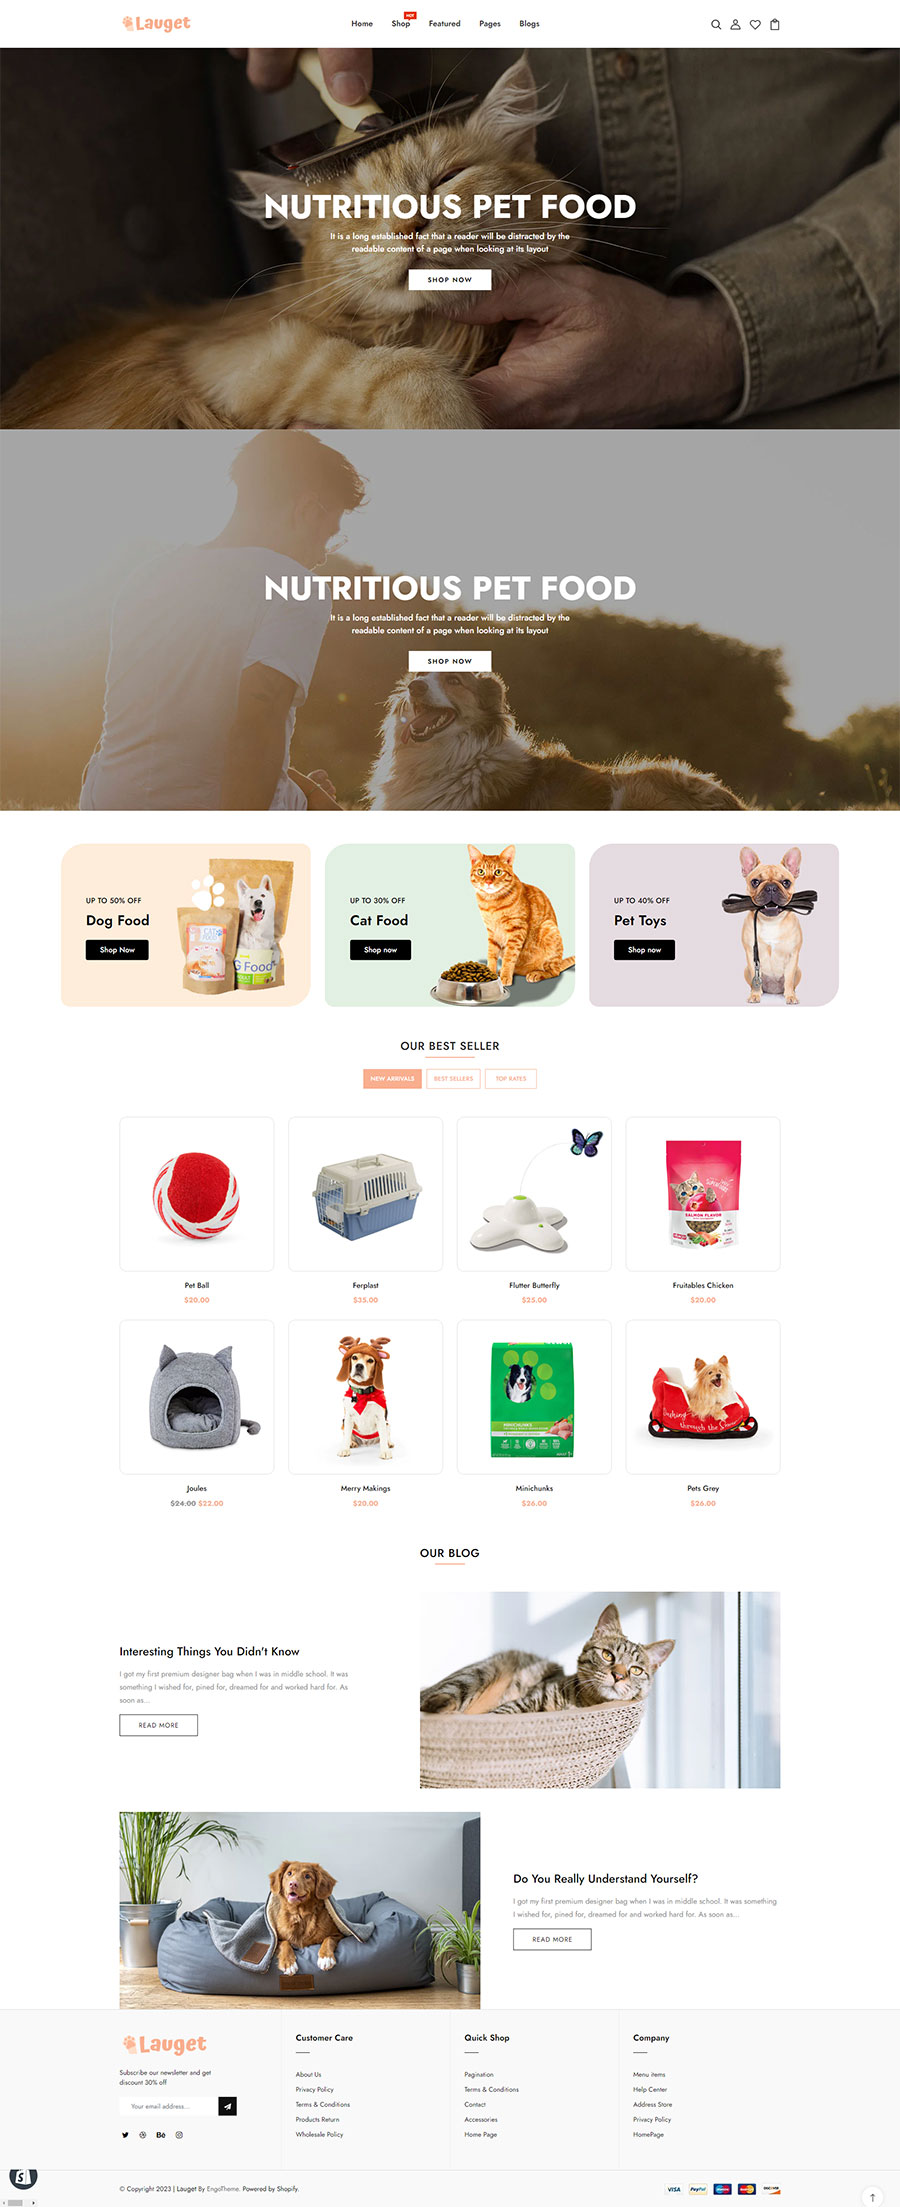 Lauget
Home
Shop
HOT
Featured
Pages
Blogs
NUTRITIOUS PET FOOD
It is a long established fact that a reader will be distracted by the
readable content of a page when looking at its layout
SHOP NOW
NUTRITIOUS PET FOOD
It is a long established fact that a reader will be distracted by the
readable content of a page when looking at its layout
SHOP NOW
UP TO 50% OFF
Dog Food
Shop Now
CAT
FOOD
G Food
UP TO 30% OFF
Cat Food
Shop now
UP TO 40% OFF
Pet Toys
Shop now
OUR BEST SELLER
NEW ARRIVALS
BEST SELLERS
TOP RATES
SALMON FLAVOR
Pet Ball
$20.00
Ferplast
$35.00
Flutter Butterfly
$25.00
Fruitables Chicken
$20.00
MINICHUNKS
through the Snow
Joules
$24.00 $22.00
Merry Makings
$20.00
Minichunks
$26.00
Pets Grey
$26.00
OUR BLOG
Interesting Things You Didn't Know
I got my first premium designer bag when I was in middle school. It was
something I wished for, pined for, dreamed for and worked hard for. As
soon as...
READ MORE
Do You Really Understand Yourself?
I got my first premium designer bag when I was in middle school. It was something
I wished for, pined for, dreamed for and worked hard for. As soon as...
READ MORE
Lauget
Subscribe our newsletter and get
discount 30% off
Your email address...
Bē
Customer Care
About Us
Privacy Policy
Terms & Conditions
Products Return
Wholesale Policy
Quick Shop
Pagination
Terms & Conditions
Contact
Accessories
Home Page
Company
Menu items
Help Center
Address Store
Privacy Policy
HomePage
© Copyright 2023 | Lauget By EngoTheme. Powered by Shopify.
VISA
PayPal
DISCOVER